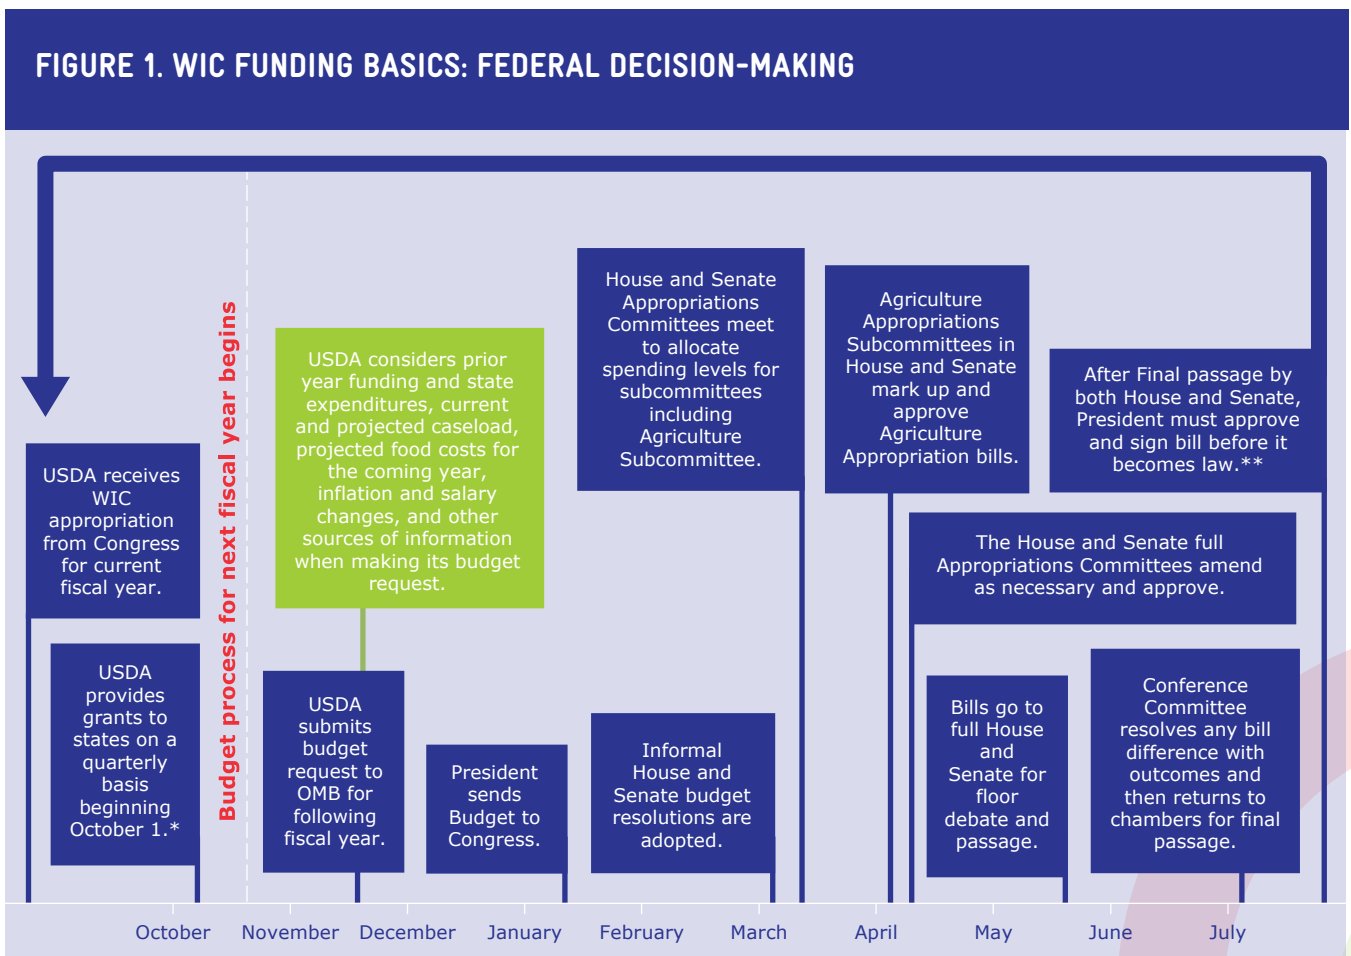 FIGURE 1. WIC FUNDING BASICS: FEDERAL DECISION-MAKING
USDA receives
WIC
appropriation
from Congress
for current
fiscal year.
USDA
provides
grants to
states on a
quarterly
basis
beginning
October 1.*
Budget process for next fiscal year begins
USDA considers prior
year funding and state
expenditures, current
and projected caseload,
projected food costs for
the coming year,
inflation and salary
changes, and other
sources of information
when making its budget
request.
USDA
submits
budget
request to
OMB for
following
fiscal year.
President
sends
Budget to
Congress.
House and Senate
Appropriations
Committees meet
to allocate
spending levels for
subcommittees
including
Agriculture
Subcommittee.
Informal
House and
Senate budget
resolutions are
adopted.
Agriculture
Appropriations
Subcommittees in
House and Senate
mark up and
approve
Agriculture
Appropriation bills.
After Final passage by
both House and Senate,
President must approve
and sign bill before it
becomes law.**
The House and Senate full
Appropriations Committees amend
as necessary and approve.
Bills go to
full House
and
Senate for
floor
debate and
passage.
Conference
Committee
resolves any bill
difference with
outcomes and
then returns to
chambers for final
passage.
October November December January February March April May June July